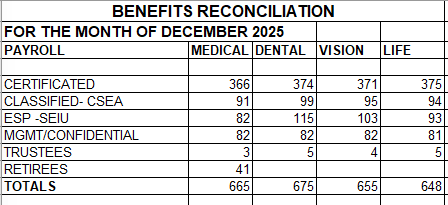 BENEFITS RECONCILIATION
FOR THE MONTH OF DECEMBER 2025
PAYROLL MEDICAL DENTAL VISION LIFE
CERTIFICATED 366 374 371 375
CLASSIFIED- CSEA 91 99 95 94
ESP -SEIU 82 115 103 93
MGMT/CONFIDENTIAL 82 82 82 81
TRUSTEES 3 5 4 5
RETIREES 41
TOTALS 665 675 655 648